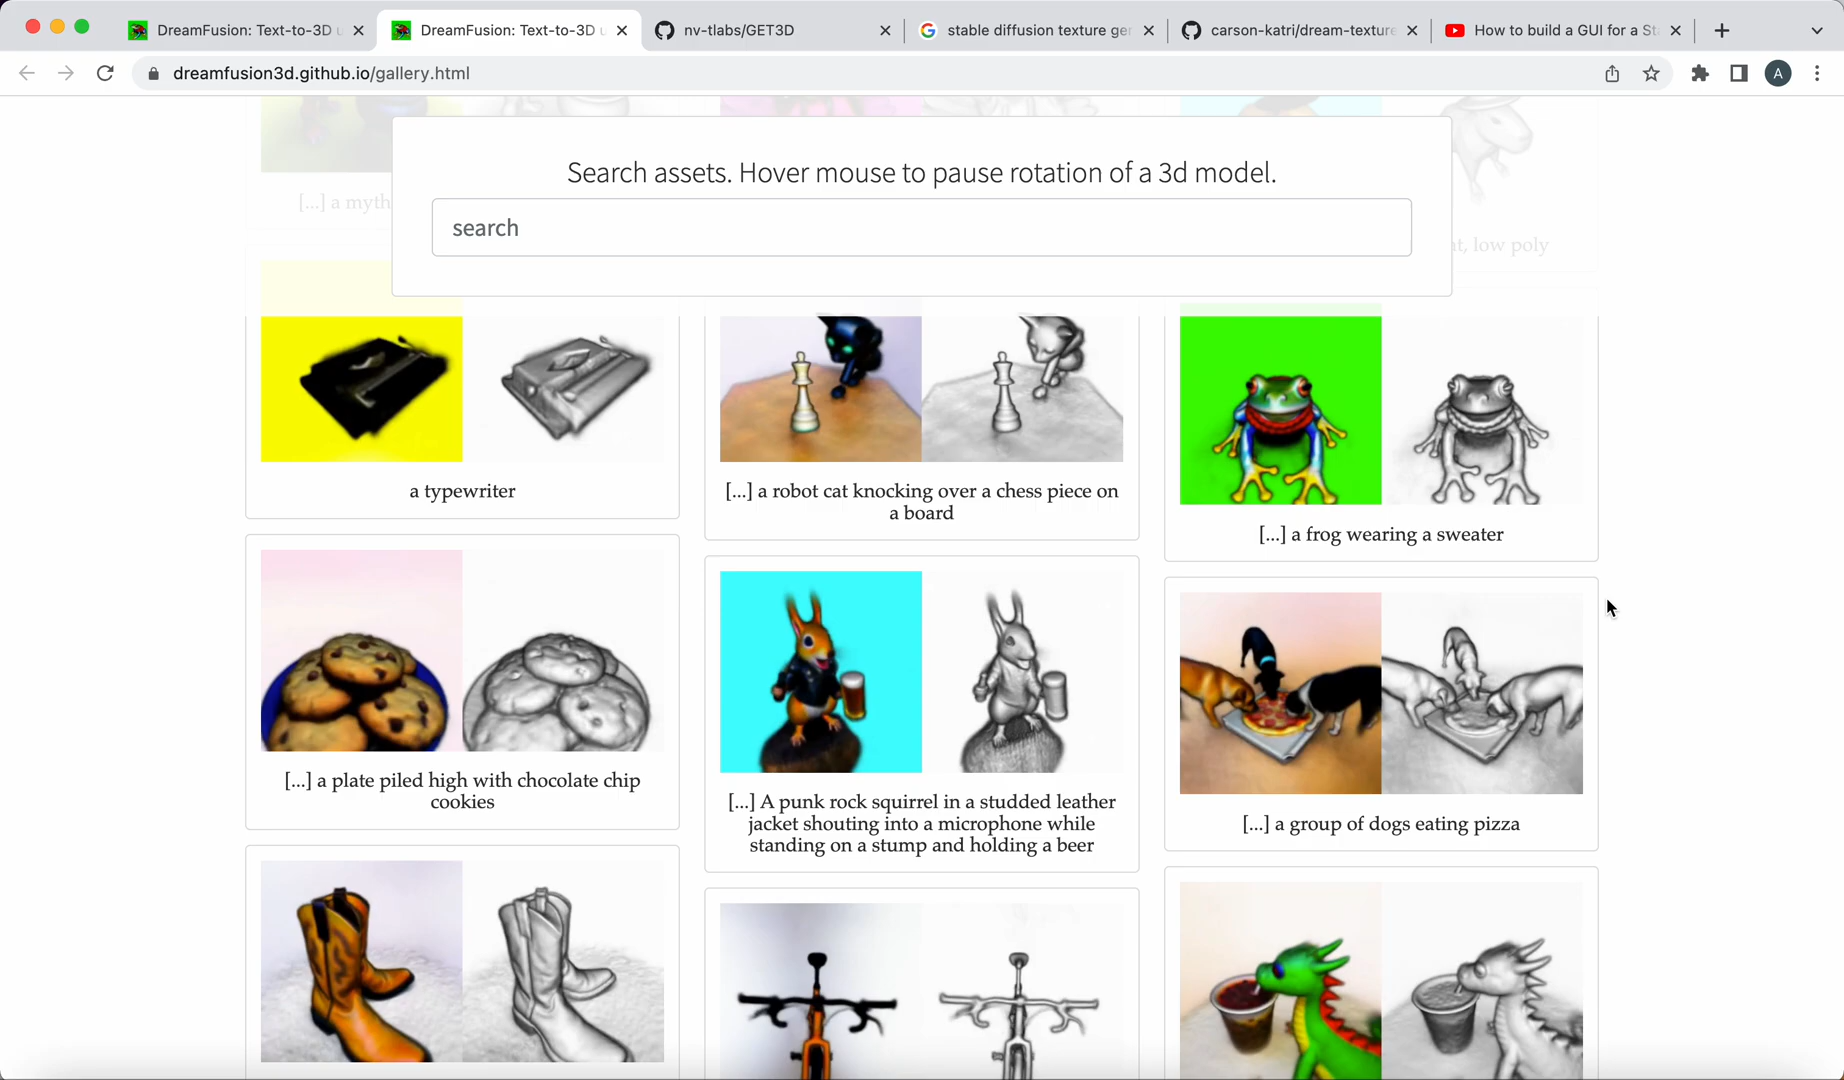 DreamFusion: Text-to-3D u
DreamFusion: Text-to-3D u
nv-tlabs/GET3D
stable diffusion texture ger
carson-katri/dream-texture
How to build a GUI for a Sta
dreamfusion3d.github.io/gallery.html
A
Search assets. Hover mouse to pause rotation of a 3d model.
search
[...] a myth
t, low poly
a typewriter
[...] a robot cat knocking over a chess piece on
a board
[...] a frog wearing a sweater
[...] a plate piled high with chocolate chip
cookies
[...] A punk rock squirrel in a studded leather
jacket shouting into a microphone while
standing on a stump and holding a beer
[...] a group of dogs eating pizza